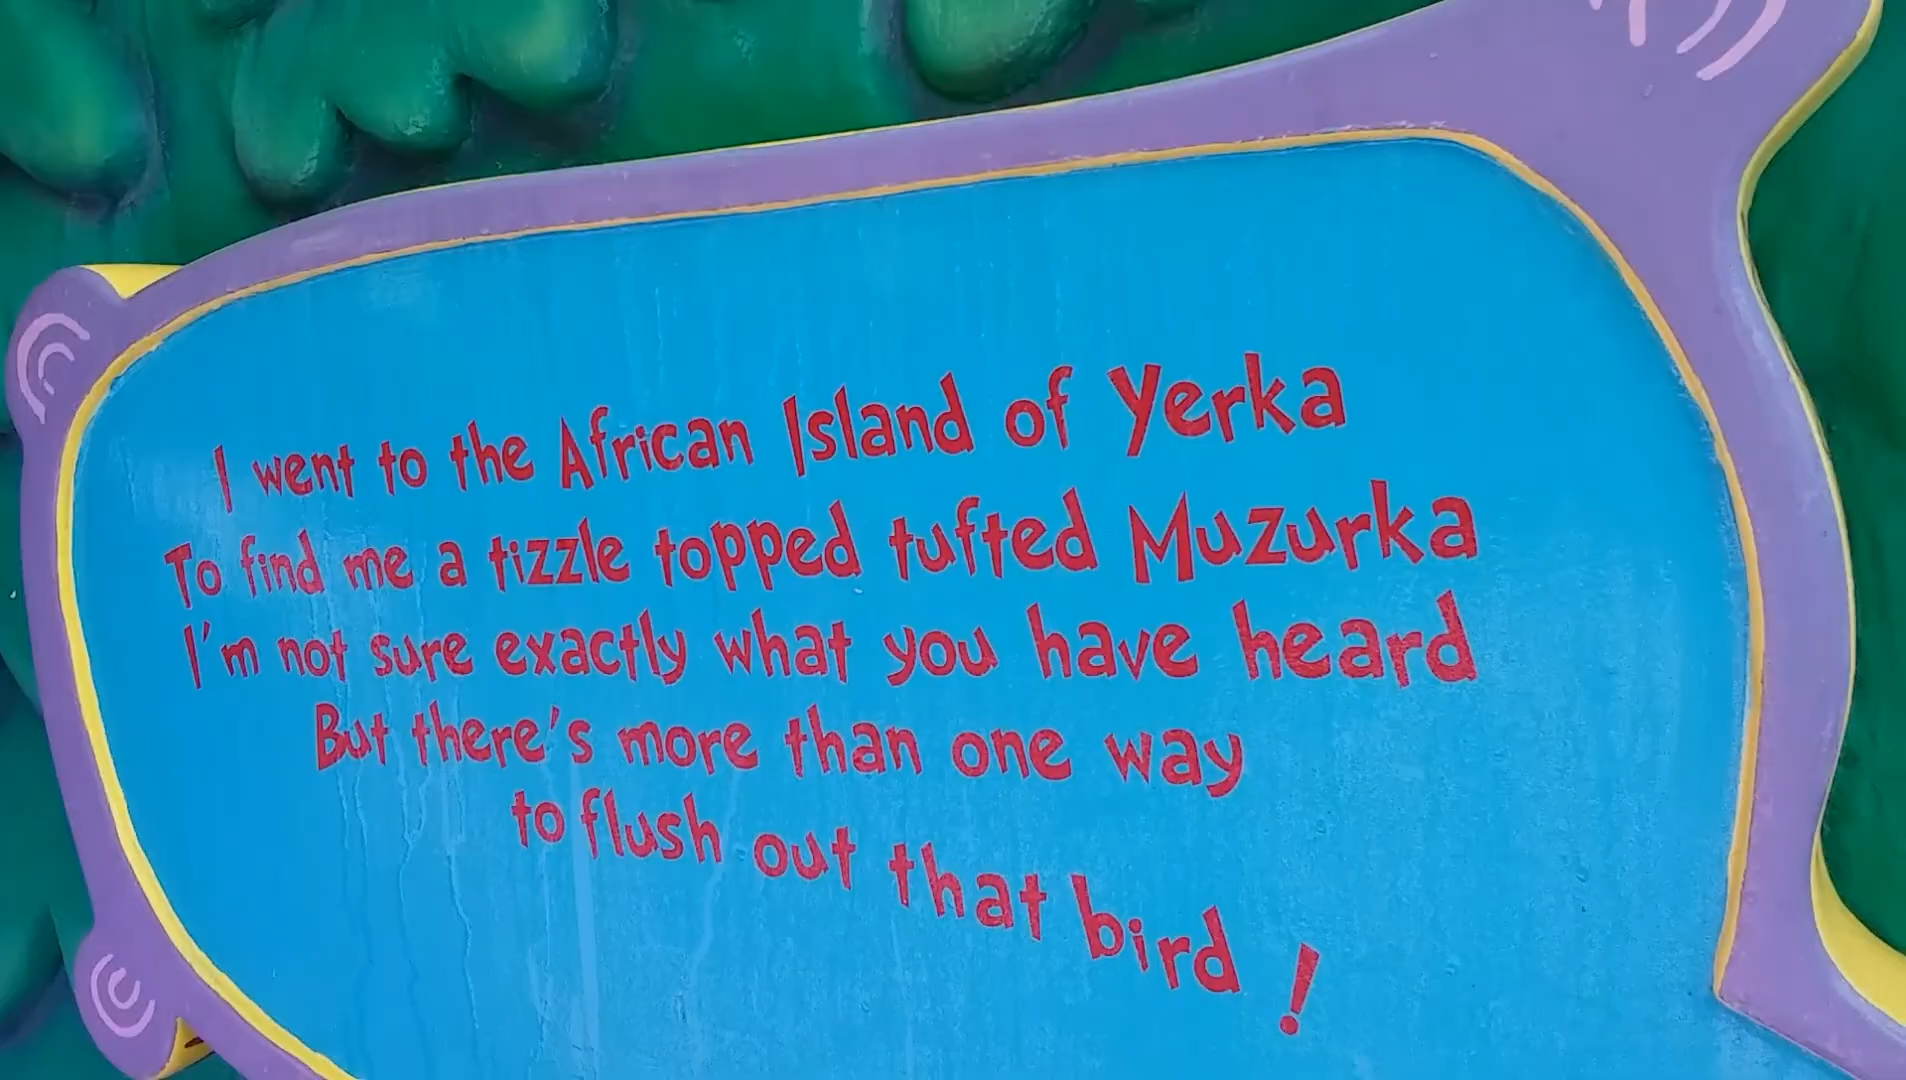 I went to the African Island of Yerka
To find me a tizzle topped tufted Muzurka
I'm not sure exactly what you have heard
But there's more than one way
to flush out that bird!